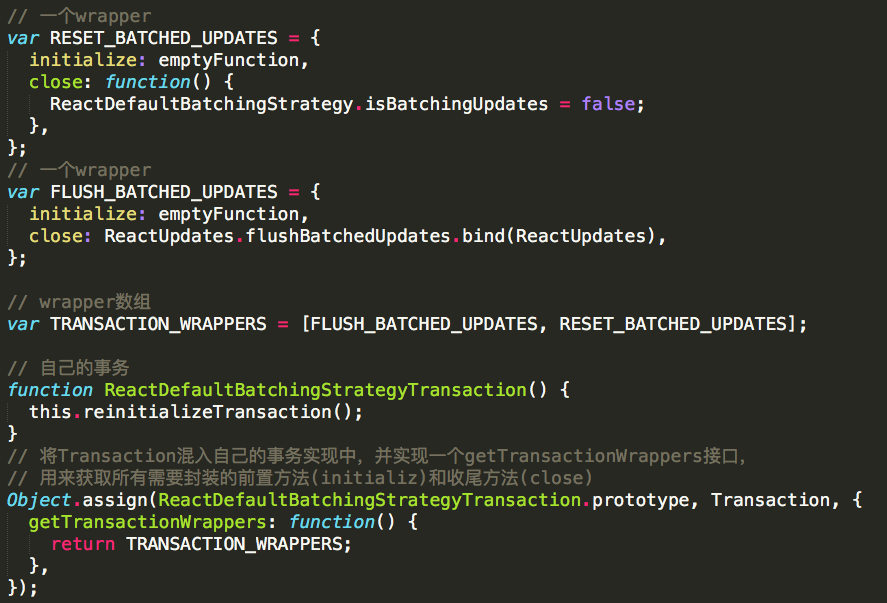 // 一个wrapper
var RESET_BATCHED_UPDATES = {
  initialize: emptyFunction,
  close: function() {
    ReactDefaultBatchingStrategy.isBatchingUpdates = false;
  },
};
// 一个wrapper
var FLUSH_BATCHED_UPDATES = {
  initialize: emptyFunction,
  close: ReactUpdates.flushBatchedUpdates.bind(ReactUpdates),
};

// wrapper数组
var TRANSACTION_WRAPPERS = [FLUSH_BATCHED_UPDATES, RESET_BATCHED_UPDATES];

// 自己的事务
function ReactDefaultBatchingStrategyTransaction() {
  this.reinitializeTransaction();
}
// 将Transaction混入自己的事务实现中，并实现一个getTransactionWrappers接口，
// 用来获取所有需要封装的前置方法(initializ)和收尾方法(close)
Object.assign(ReactDefaultBatchingStrategyTransaction.prototype, Transaction, {
  getTransactionWrappers: function() {
    return TRANSACTION_WRAPPERS;
  },
});